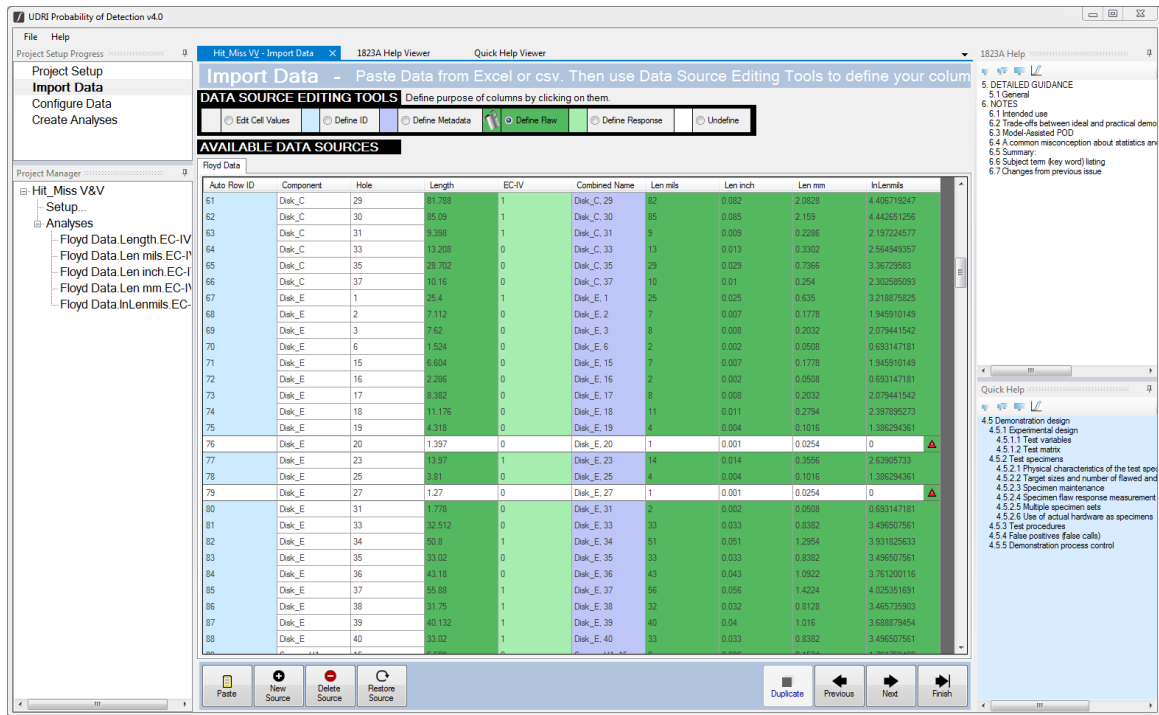 UDRI Probability of Detection v4.0
File Help
Project Setup Progress
Project Setup
Import Data
Configure Data
Create Analyses
Project Manager
Hit_Miss V&V
Setup...
Analyses
Floyd Data.Length.EC-IV
Floyd Data.Len mils.EC-I
Floyd Data.Len inch.EC-I
Floyd Data.Len mm.EC-I
Floyd Data.lnLenmils.EC-
Hit_Miss VV - Import Data X 1823A Help Viewer Quick Help Viewer
Import Data - Paste Data from Excel or csv. Then use Data Source Editing Tools to define your colum
DATA SOURCE EDITING TOOLS Define purpose of columns by clicking on them.
Edit Cell Values Define ID Define Metadata Define Flaw Define Response Undefine
AVAILABLE DATA SOURCES
Floyd Data
Auto Row ID Component Hole Length EC-IV Combined Name Len mils Len inch Len mm lnLenmils
61 Disk_C 29 81.788 1 Disk_C, 29 82 0.082 2.0828 4.406719247
62 Disk_C 30 85.09 1 Disk_C, 30 85 0.085 2.159 4.442651256
63 Disk_C 31 9.398 1 Disk_C, 31 9 0.009 0.2286 2.197224577
64 Disk_C 33 13.208 0 Disk_C, 33 13 0.013 0.3302 2.564949357
65 Disk_C 35 28.702 0 Disk_C, 35 29 0.029 0.7366 3.36729583
66 Disk_C 37 10.16 0 Disk_C, 37 10 0.01 0.254 2.302585093
67 Disk_E 1 25.4 1 Disk_E, 1 25 0.025 0.635 3.218875825
68 Disk_E 2 7.112 0 Disk_E, 2 7 0.007 0.1778 1.945910149
69 Disk_E 3 7.62 0 Disk_E, 3 8 0.008 0.2032 2.079441542
70 Disk_E 6 1.524 0 Disk_E, 6 2 0.002 0.0508 0.693147181
71 Disk_E 15 6.604 0 Disk_E, 15 7 0.007 0.1778 1.945910149
72 Disk_E 16 2.286 0 Disk_E, 16 2 0.002 0.0508 0.693147181
73 Disk_E 17 8.382 0 Disk_E, 17 8 0.008 0.2032 2.079441542
74 Disk_E 18 11.176 0 Disk_E, 18 11 0.011 0.2794 2.397895273
75 Disk_E 19 4.318 0 Disk_E, 19 4 0.004 0.1016 1.386294361
76 Disk_E 20 1.397 0 Disk_E, 20 1 0.001 0.0254 0
77 Disk_E 23 13.97 1 Disk_E, 23 14 0.014 0.3556 2.63905733
78 Disk_E 25 3.81 0 Disk_E, 25 4 0.004 0.1016 1.386294361
79 Disk_E 27 1.27 0 Disk_E, 27 1 0.001 0.0254 0
80 Disk_E 31 1.778 0 Disk_E, 31 2 0.002 0.0508 0.693147181
81 Disk_E 33 32.512 0 Disk_E, 33 33 0.033 0.8382 3.496507561
82 Disk_E 34 50.8 1 Disk_E, 34 51 0.051 1.2954 3.931825633
83 Disk_E 35 33.02 0 Disk_E, 35 33 0.033 0.8382 3.496507561
84 Disk_E 36 43.18 0 Disk_E, 36 43 0.043 1.0922 3.761200116
85 Disk_E 37 55.88 1 Disk_E, 37 56 0.056 1.4224 4.025351691
86 Disk_E 38 31.75 1 Disk_E, 38 32 0.032 0.8128 3.465735903
87 Disk_E 39 40.132 1 Disk_E, 39 40 0.04 1.016 3.688879454
88 Disk_E 40 33.02 1 Disk_E, 40 33 0.033 0.8382 3.496507561
Paste New Source Delete Source Restore Source Duplicate Previous Next Finish
1823A Help
5. DETAILED GUIDANCE
5.1 General
6. NOTES
6.1 Intended use
6.2 Trade-offs between ideal and practical demo
6.3 Model-Assisted POD
6.4 A common misconception about statistics an
6.5 Summary:
6.6 Subject term (key word) listing
6.7 Changes from previous issue
Quick Help
4.5 Demonstration design
4.5.1 Experimental design
4.5.1.1 Test variables
4.5.1.2 Test matrix
4.5.2 Test specimens
4.5.2.1 Physical characteristics of the test spec
4.5.2.2 Target sizes and number of flawed and
4.5.2.3 Specimen maintenance
4.5.2.4 Specimen flaw response measurement
4.5.2.5 Multiple specimen sets
4.5.2.6 Use of actual hardware as specimens
4.5.3 Test procedures
4.5.4 False positives (false calls)
4.5.5 Demonstration process control